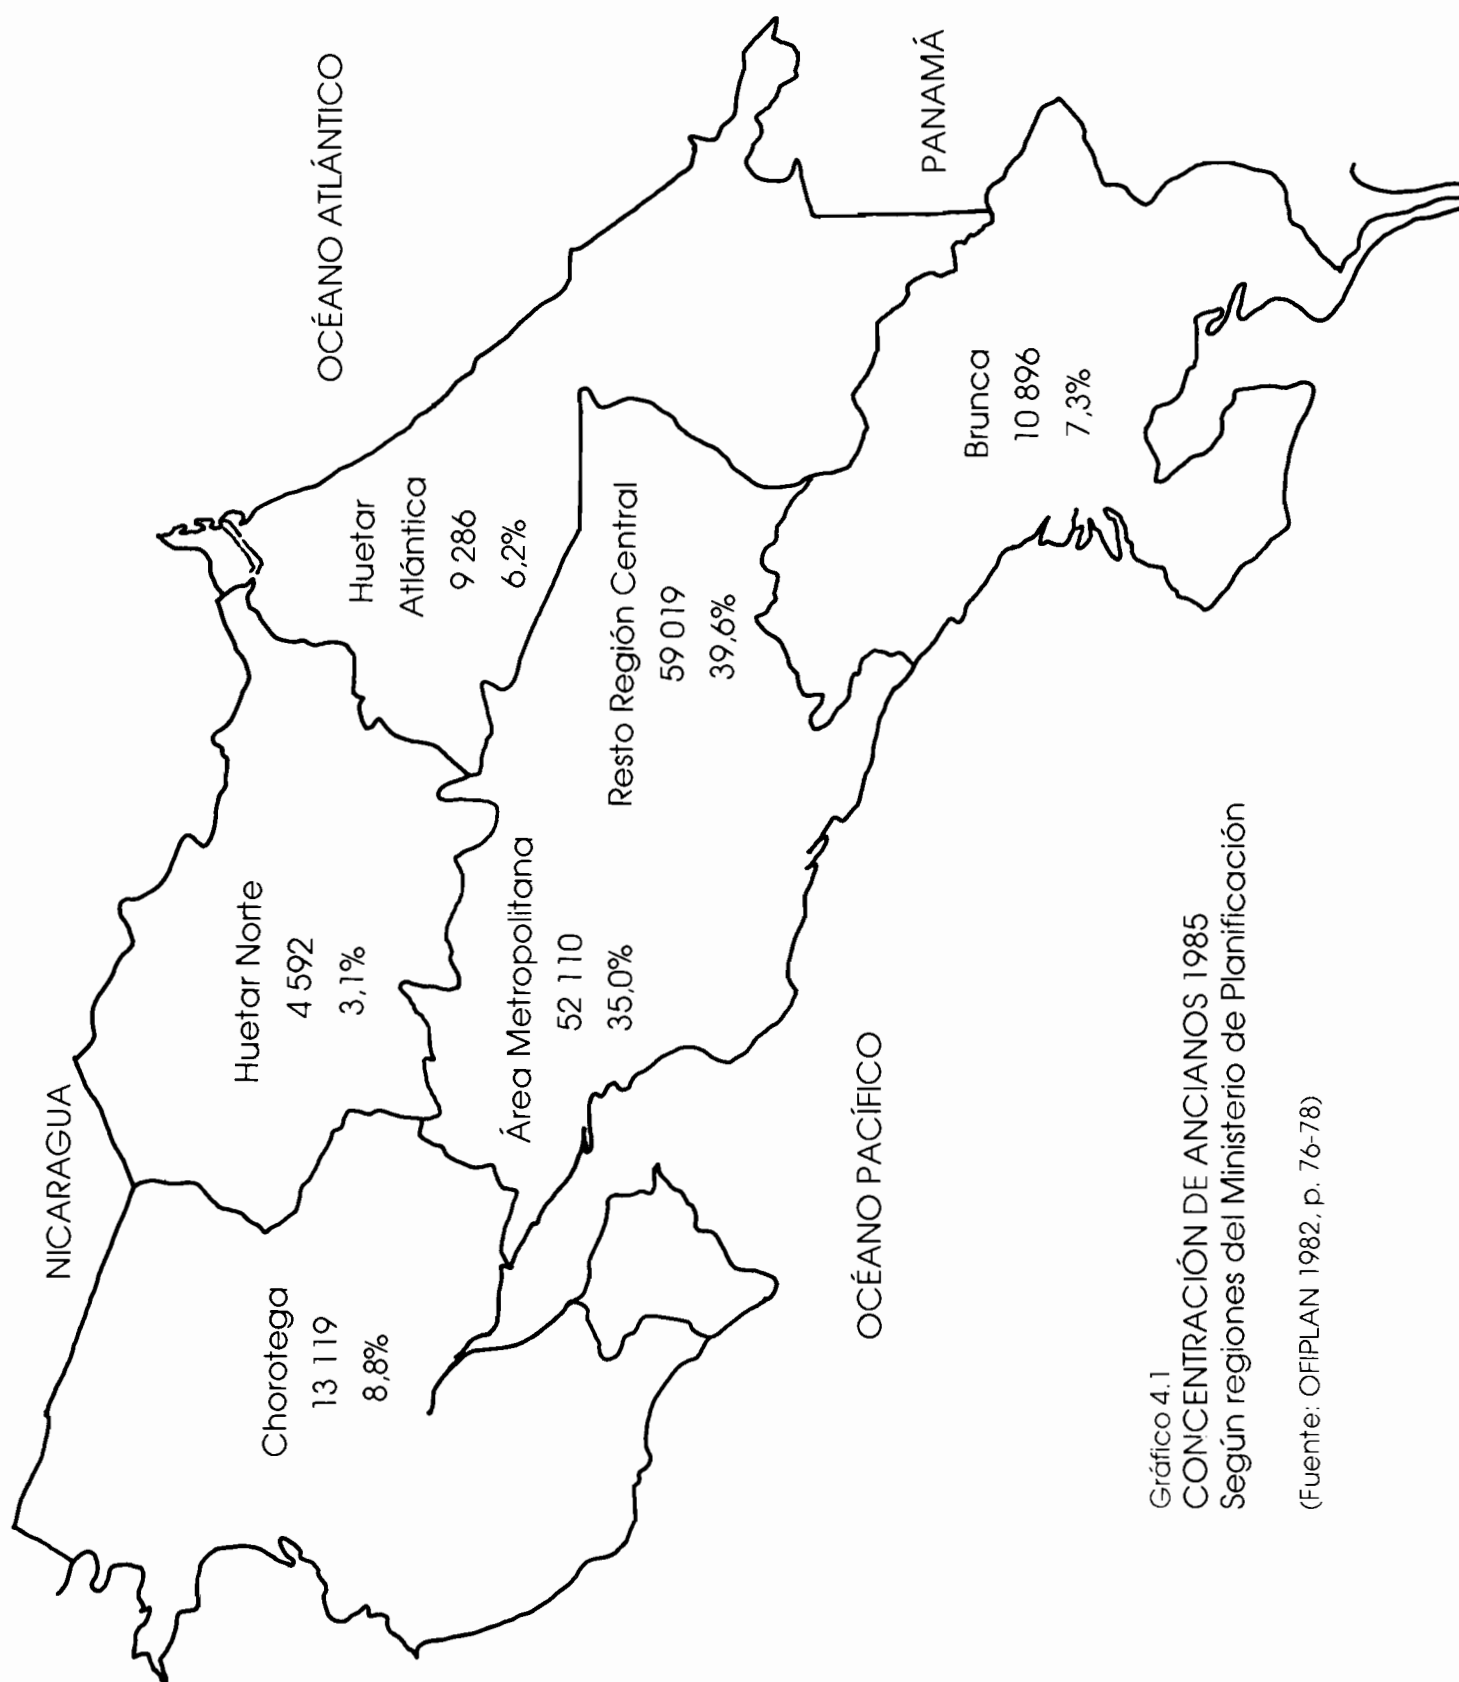 NICARAGUA
OCÉANO ATLÁNTICO
Chorotega
13 119
8,8%
Huetar Norte
4 592
3,1%
Huetar
Atlántica
9 286
6,2%
Área Metropolitana
52 110
35,0%
Resto Región Central
59 019
39,6%
PANAMÁ
Brunca
10 896
7,3%
OCÉANO PACÍFICO
Gráfico 4.1
CONCENTRACIÓN DE ANCIANOS 1985
Según regiones del Ministerio de Planificación
(Fuente: OFIPLAN 1982, p. 76-78)